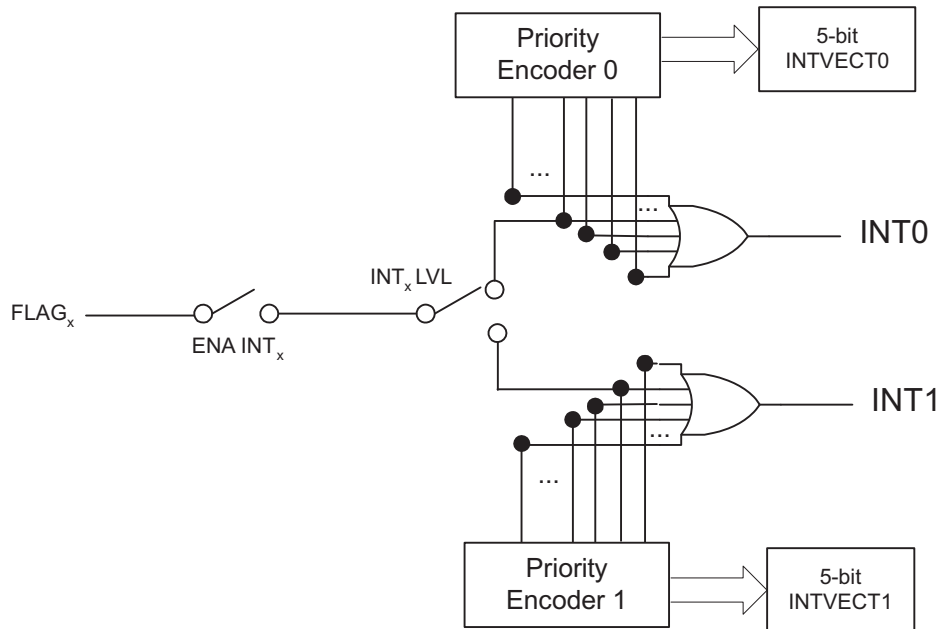 Priority
Encoder 0
5-bit
INTVECT0
...
...
INT0
INTx LVL
FLAGx
ENA INTx
INT1
...
...
Priority
Encoder 1
5-bit
INTVECT1